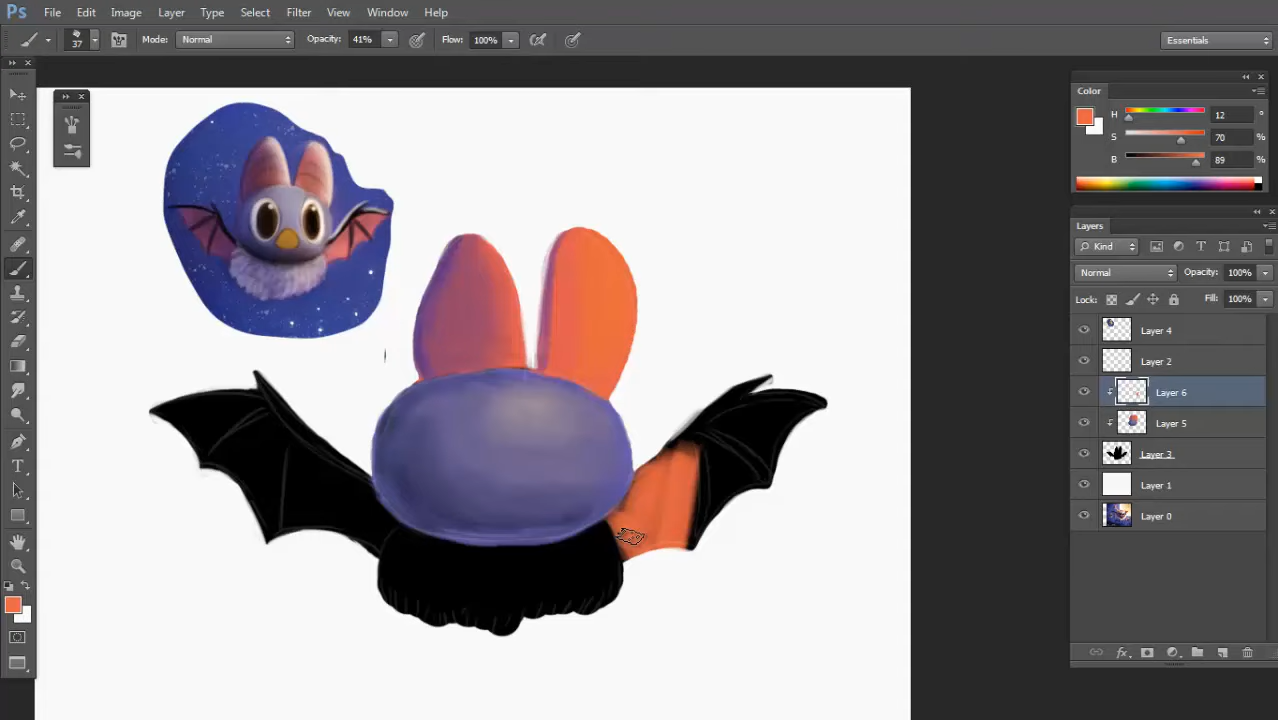 Ps File Edit Image Layer Type Select Filter View Window Help
37 Mode: Normal Opacity: 41% Flow: 100% Essentials
Color
H 12 °
S 70 %
B 89 %
Layers
Kind
Normal Opacity: 100%
Lock: Fill: 100%
Layer 4
Layer 2
Layer 6
Layer 5
Layer 3
Layer 1
Layer 0
T
fx